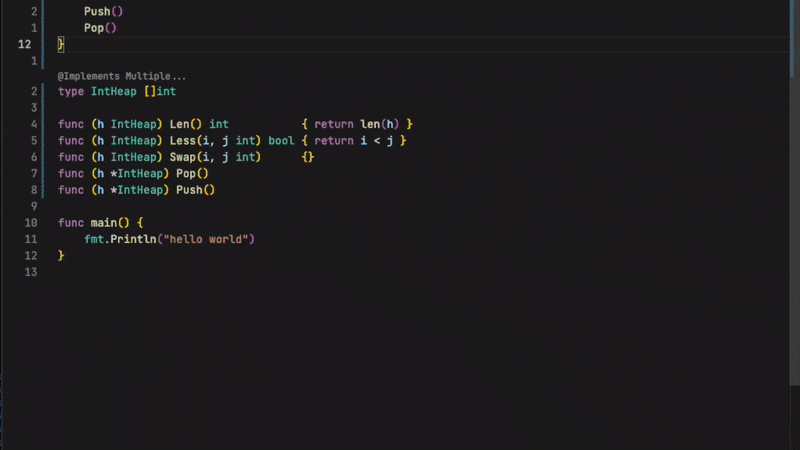 2 Push()
1 Pop()
12 }
1
@Implements Multiple...
2 type IntHeap []int
3
4 func (h IntHeap) Len() int { return len(h) }
5 func (h IntHeap) Less(i, j int) bool { return i < j }
6 func (h IntHeap) Swap(i, j int) {}
7 func (h *IntHeap) Pop()
8 func (h *IntHeap) Push()
9
10 func main() {
11 fmt.Println("hello world")
12 }
13